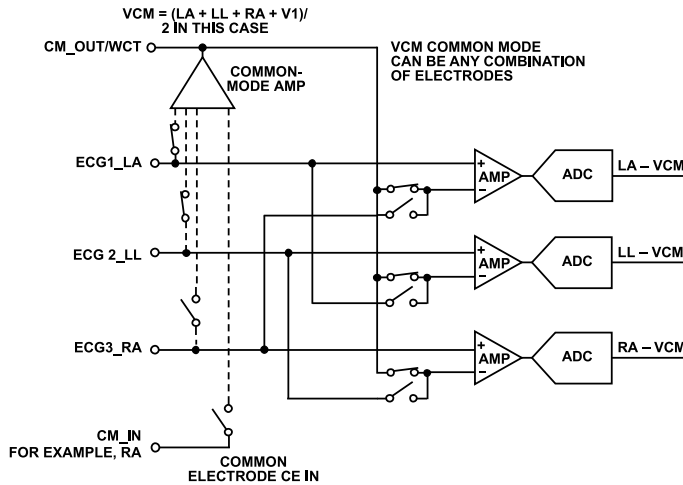 VCM = (LA + LL + RA + V1)/
2 IN THIS CASE
CM_OUT/WCT
COMMON-
MODE AMP
VCM COMMON MODE
CAN BE ANY COMBINATION
OF ELECTRODES
ECG1_LA
+
AMP
–
ADC
LA – VCM
ECG 2_LL
+
AMP
–
ADC
LL – VCM
ECG3_RA
+
AMP
–
ADC
RA – VCM
CM_IN
FOR EXAMPLE, RA
COMMON
ELECTRODE CE IN